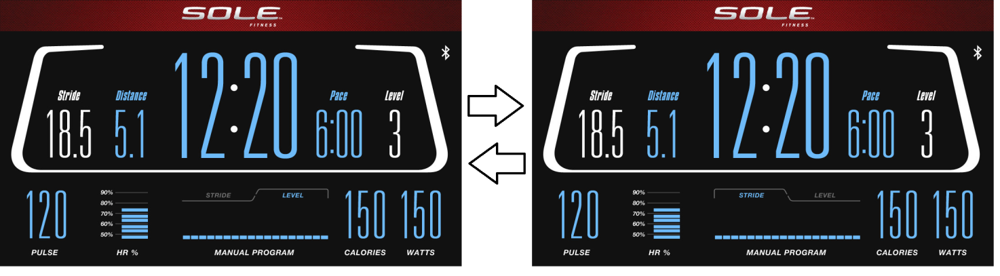 SOLE™
FITNESS
12:20
Stride Distance Pace Level
18.5 5.1 6:00 3
120 90% 80% 70% 60% 50% STRIDE LEVEL 150 150
PULSE HR % MANUAL PROGRAM CALORIES WATTS
SOLE™
FITNESS
12:20
Stride Distance Pace Level
18.5 5.1 6:00 3
120 90% 80% 70% 60% 50% STRIDE LEVEL 150 150
PULSE HR % MANUAL PROGRAM CALORIES WATTS